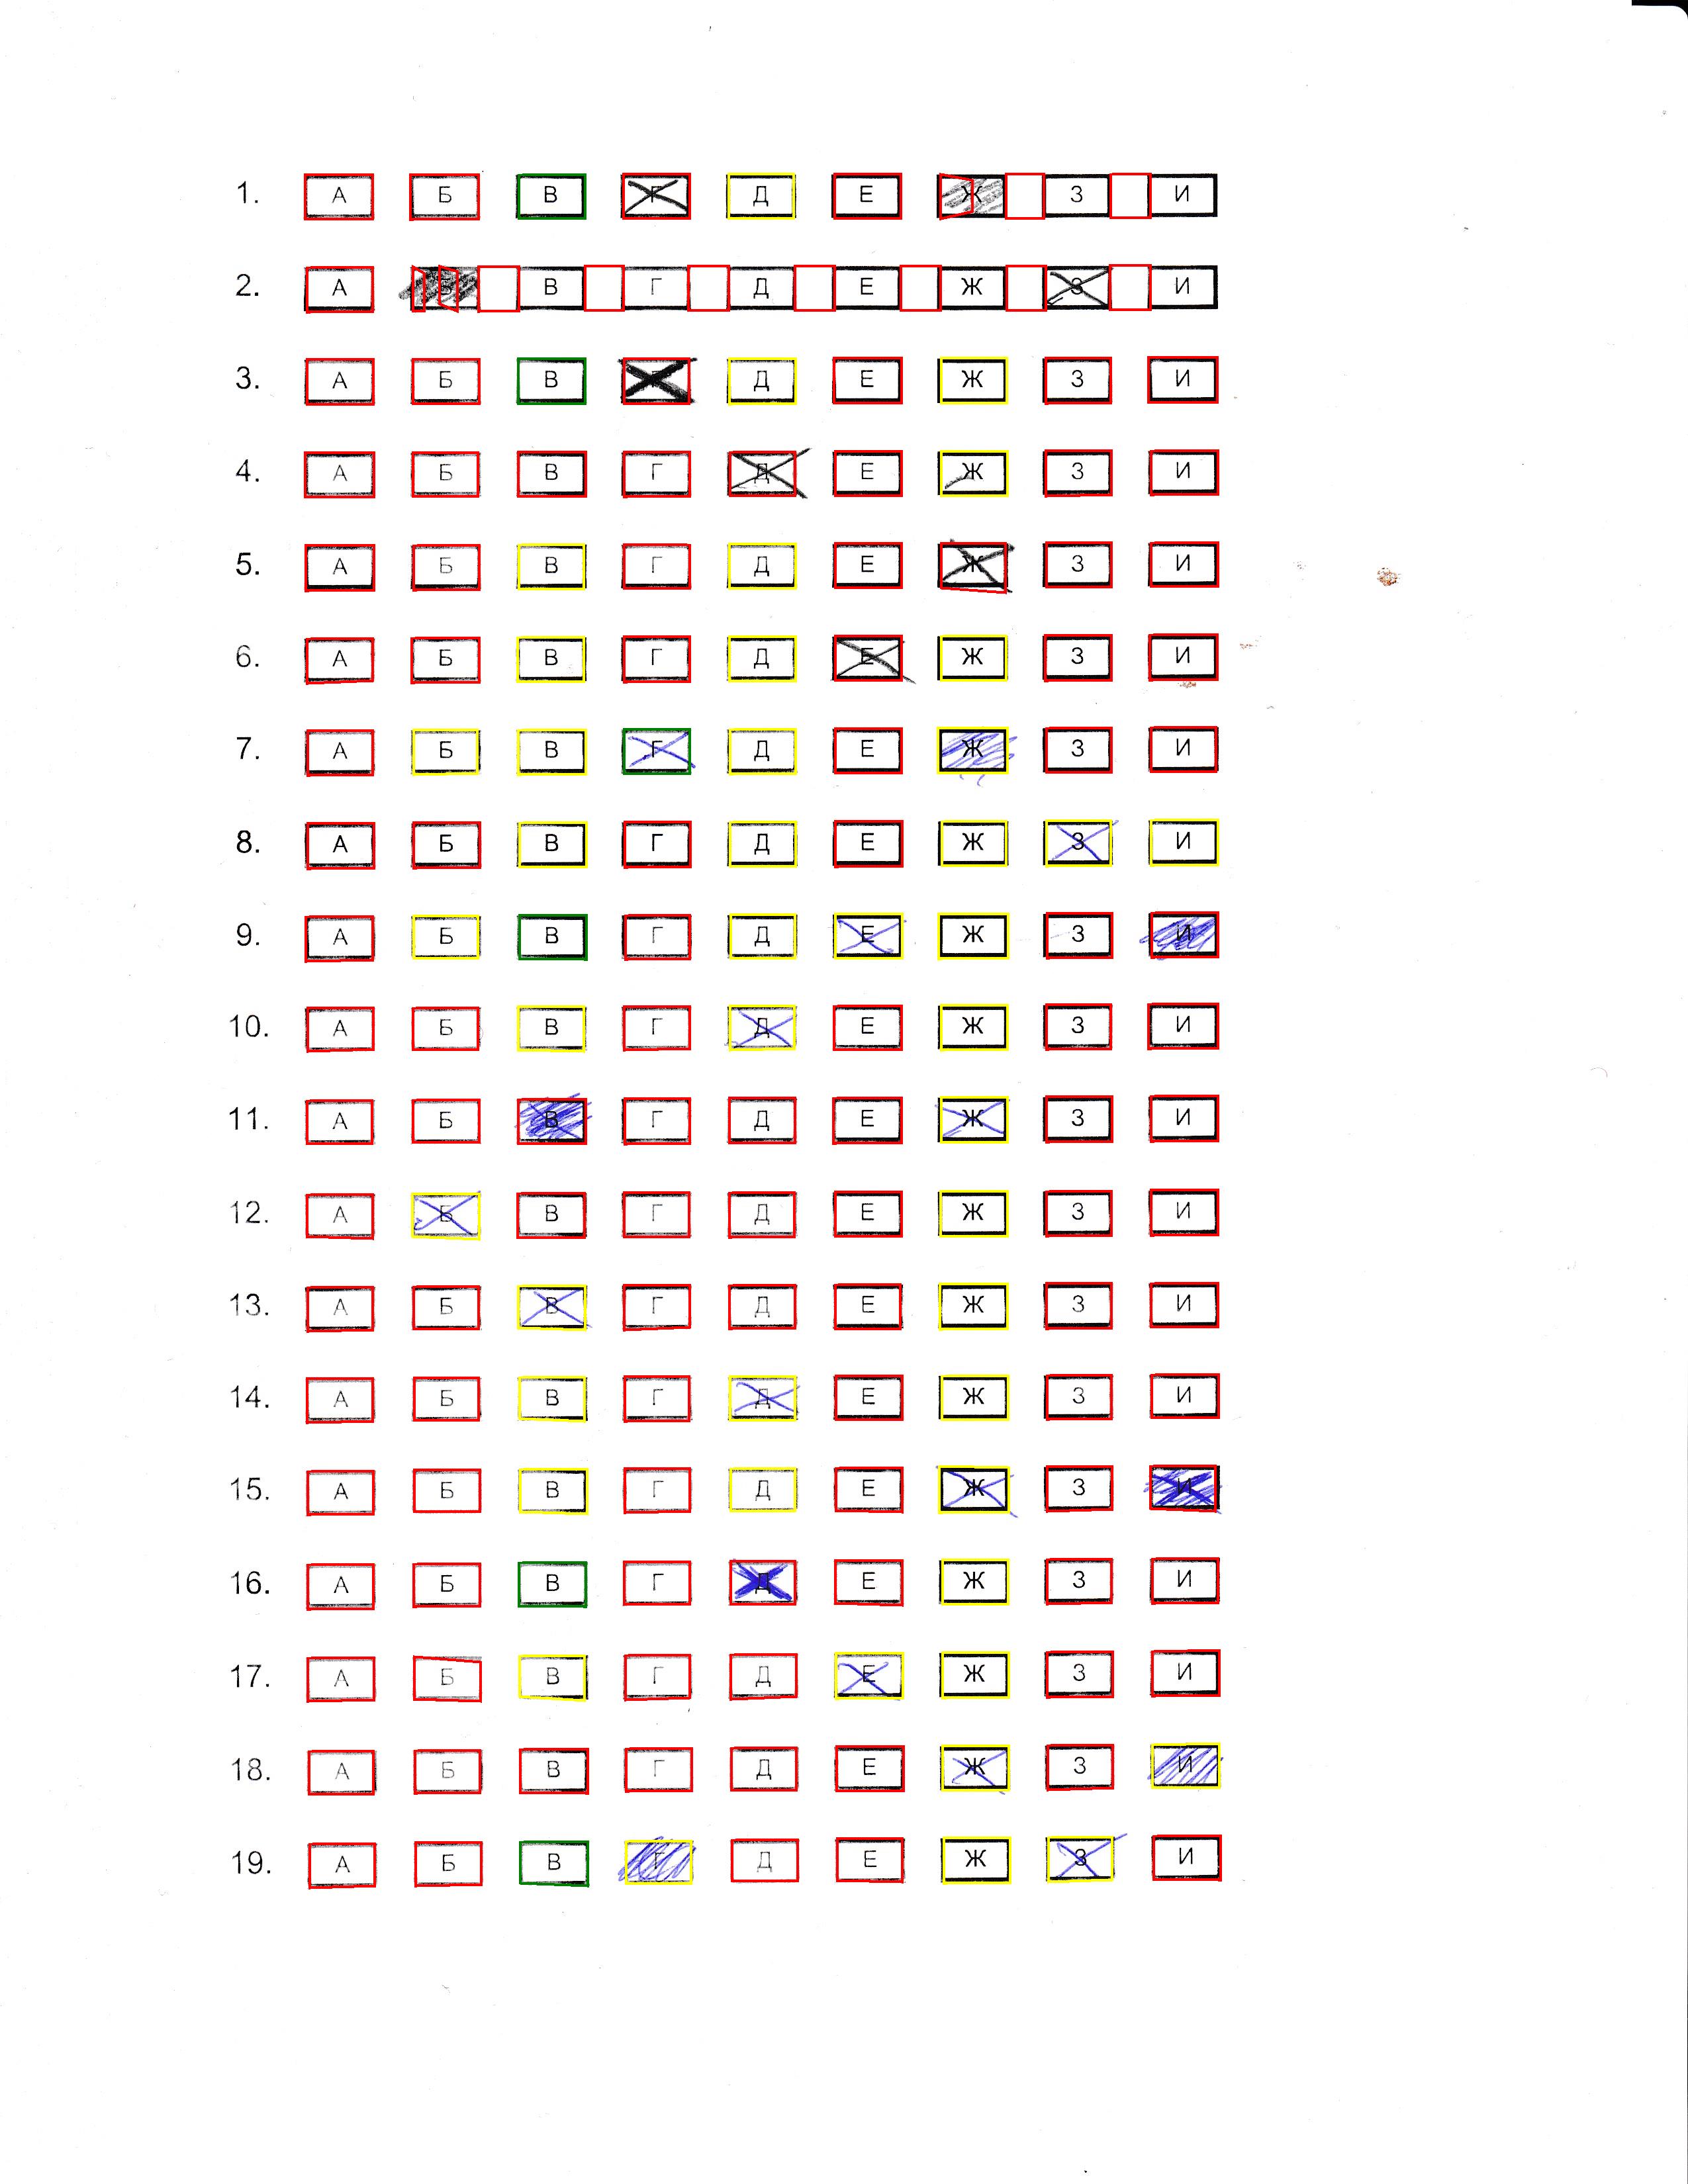 1. А Б В Г Д Е Ж З И
2. А Б В Г Д Е Ж З И
3. А Б В Г Д Е Ж З И
4. А Б В Г Д Е Ж З И
5. А Б В Г Д Е Ж З И
6. А Б В Г Д Е Ж З И
7. А Б В Г Д Е Ж З И
8. А Б В Г Д Е Ж З И
9. А Б В Г Д Е Ж З И
10. А Б В Г Д Е Ж З И
11. А Б В Г Д Е Ж З И
12. А Б В Г Д Е Ж З И
13. А Б В Г Д Е Ж З И
14. А Б В Г Д Е Ж З И
15. А Б В Г Д Е Ж З И
16. А Б В Г Д Е Ж З И
17. А Б В Г Д Е Ж З И
18. А Б В Г Д Е Ж З И
19. А Б В Г Д Е Ж З И